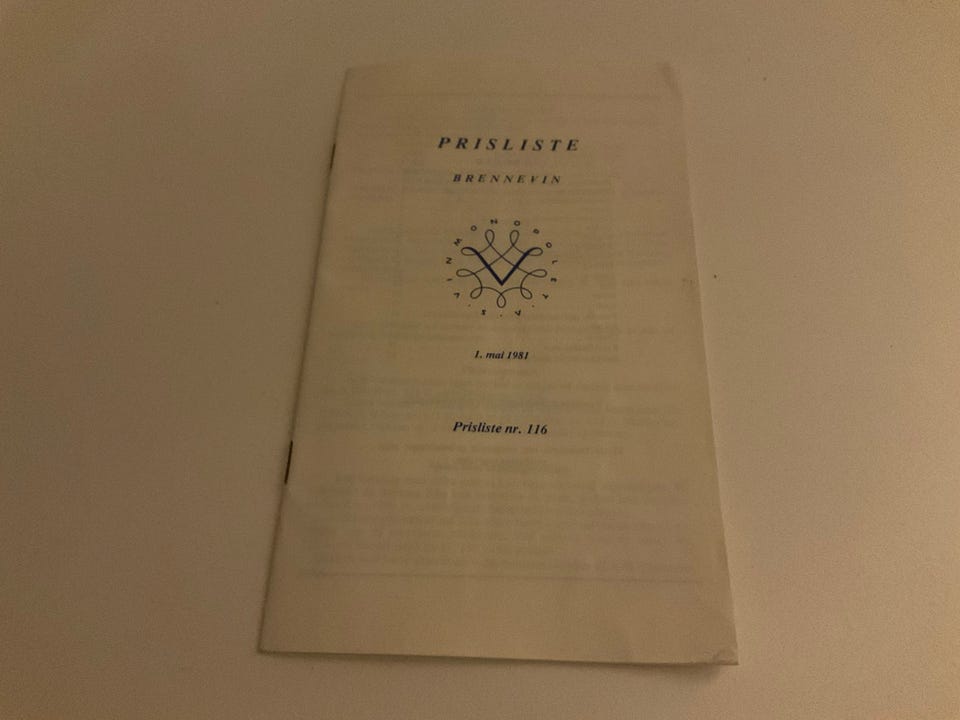 PRISLISTE
BRENNEVIN
A.S. VINMONOPOLET
1. mai 1981
Prisliste nr. 116